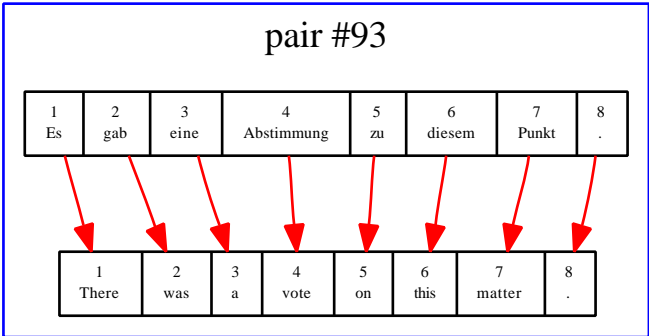 pair #93
1 2 3 4 5 6 7 8
Es gab eine Abstimmung zu diesem Punkt .
1 2 3 4 5 6 7 8
There was a vote on this matter .